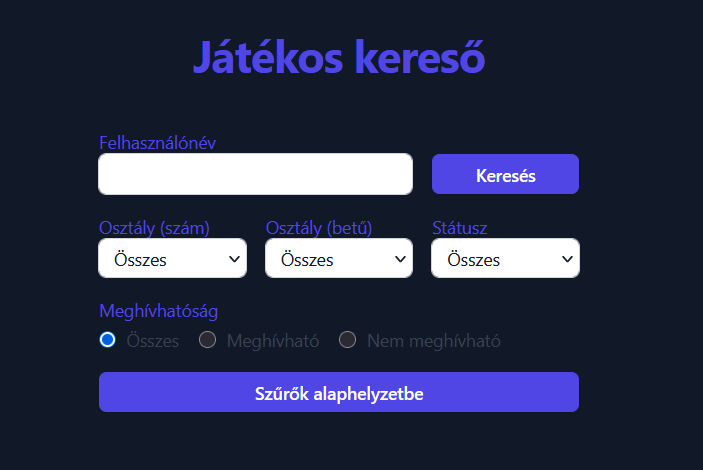 Játékos kereső
Felhasználónév
Keresés
Osztály (szám) Osztály (betű) Státusz
Összes Összes Összes
Meghívhatóság
Összes Meghívható Nem meghívható
Szűrők alaphelyzetbe